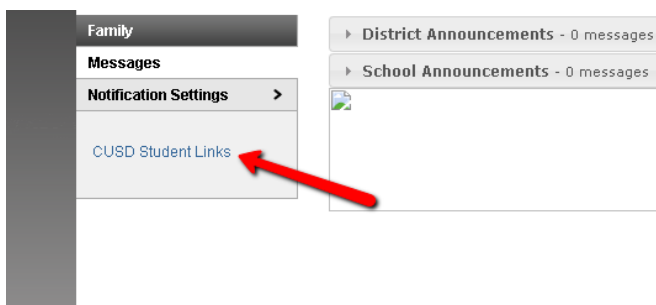 Family
Messages
Notification Settings >
CUSD Student Links
District Announcements - 0 messages
School Announcements - 0 messages